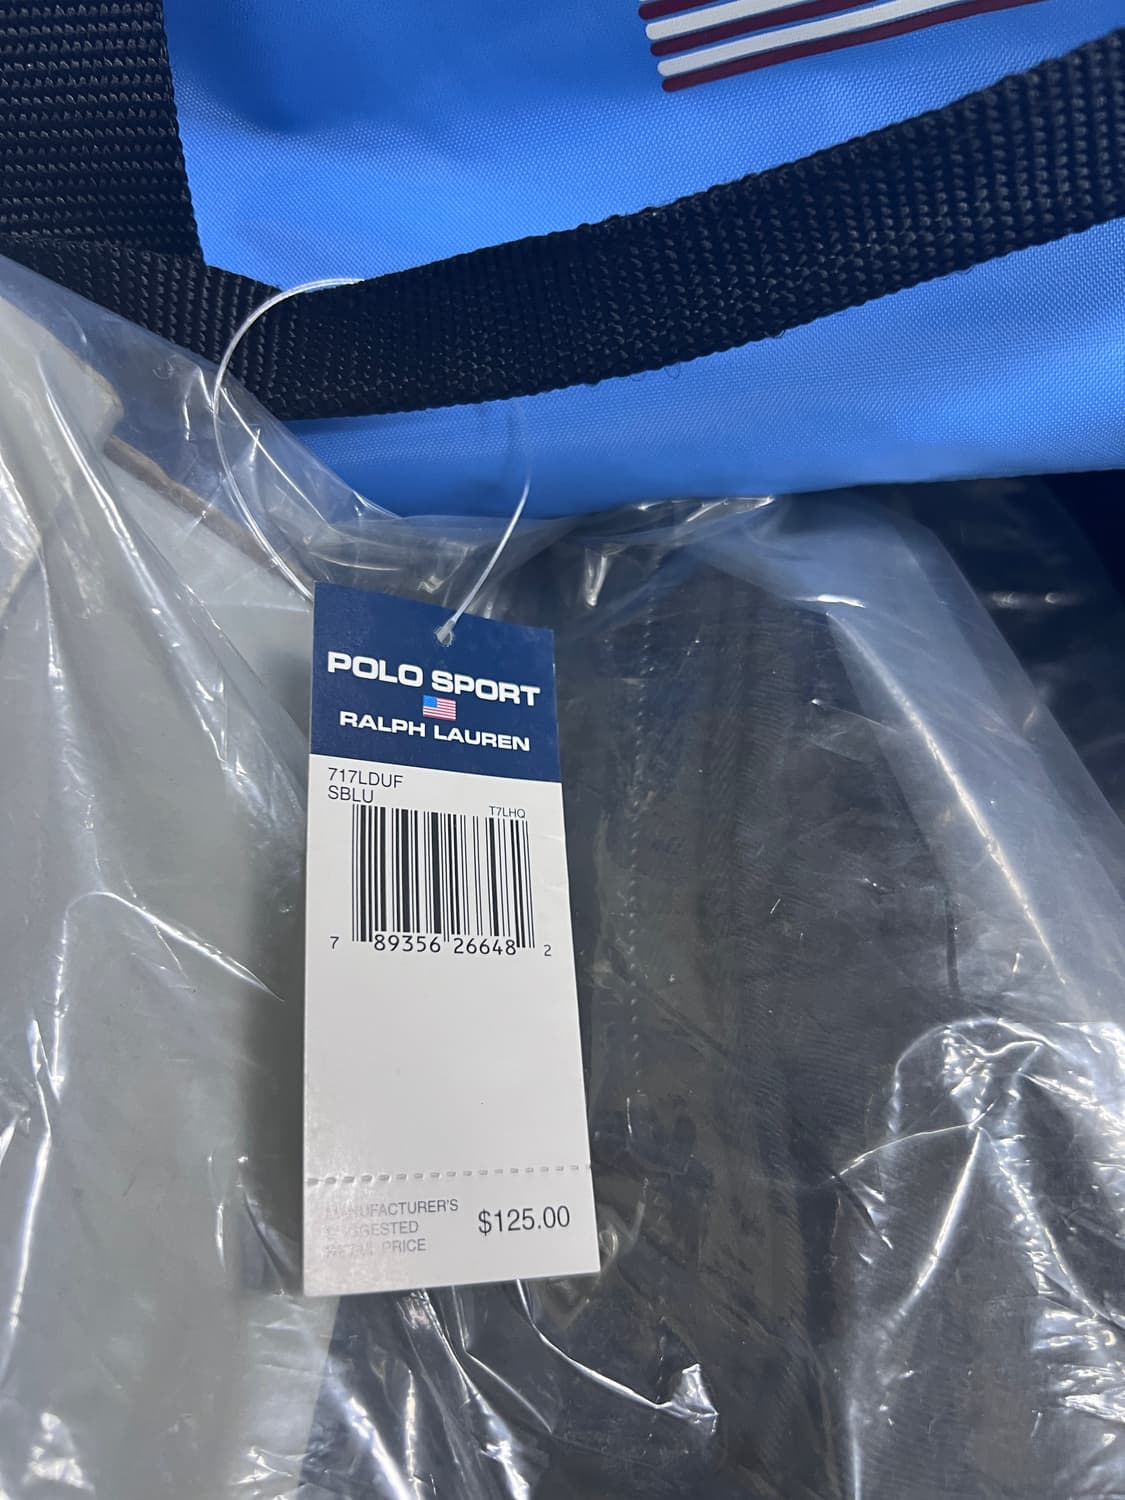 POLO SPORT
RALPH LAUREN
717LDUF
SBLU
T7LHQ
7 89356 26648 2
MANUFACTURER'S
SUGGESTED
RETAIL PRICE
$125.00